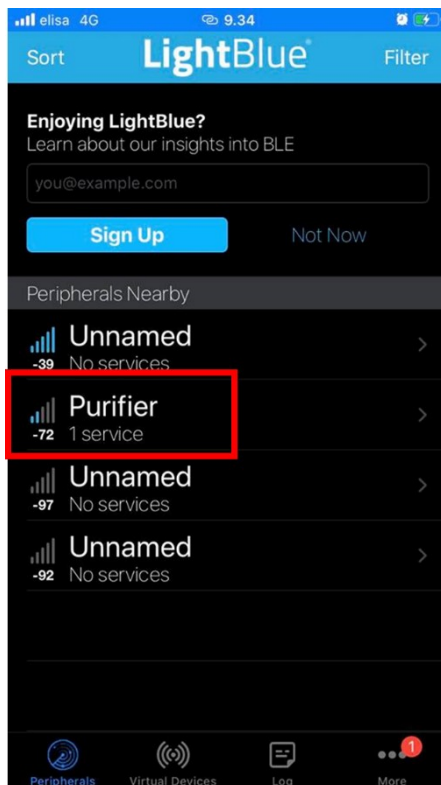 elisa 4G 9.34
Sort LightBlue Filter
Enjoying LightBlue?
Learn about our insights into BLE
you@example.com
Sign Up Not Now
Peripherals Nearby
Unnamed
-39 No services
Purifier
-72 1 service
Unnamed
-97 No services
Unnamed
-92 No services
1
Peripherals Virtual Devices Log More